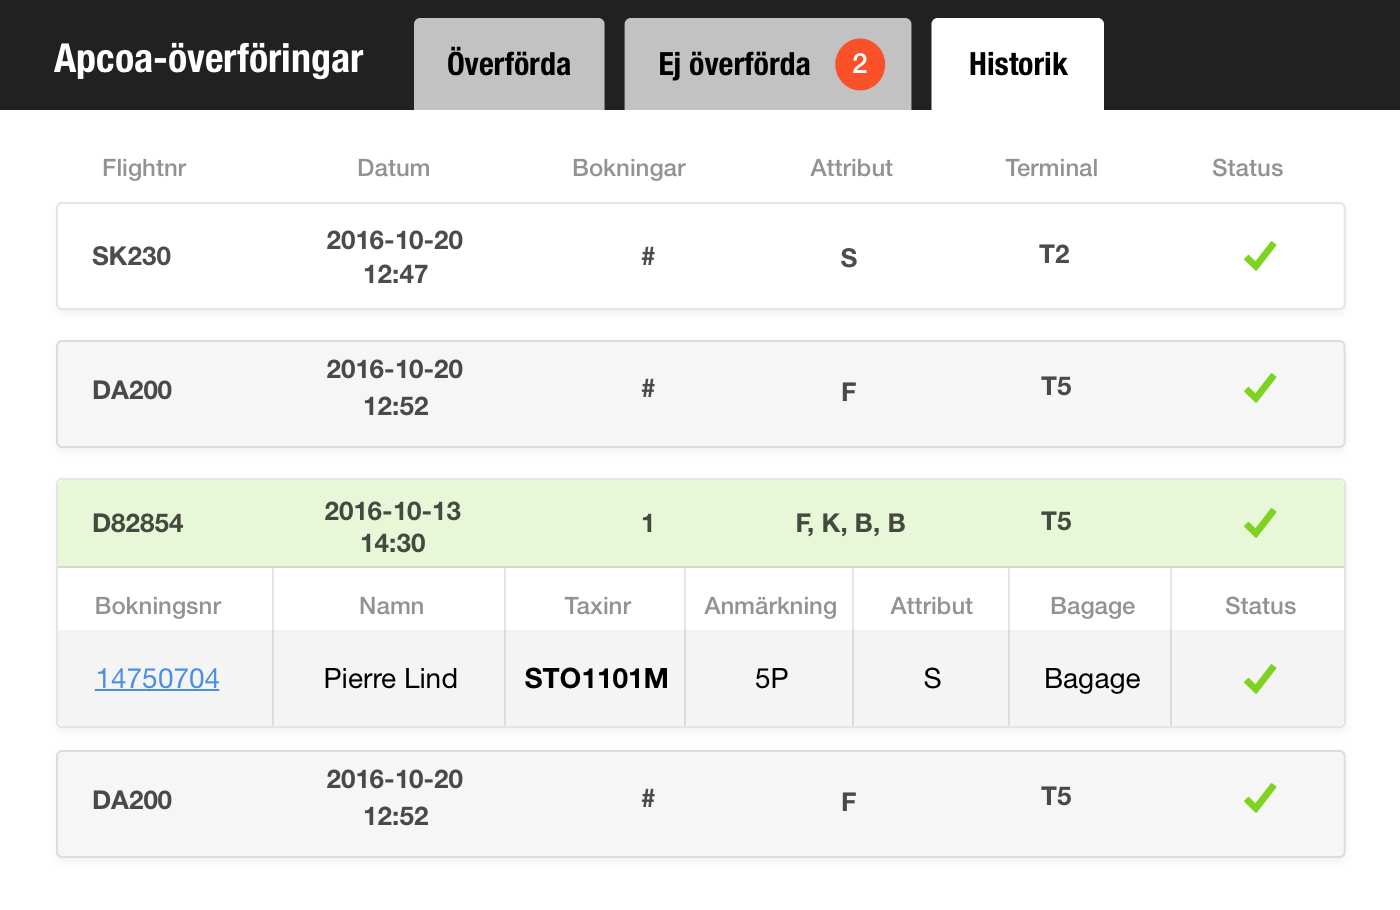 Apcoa-överföringar
Överförda
Ej överförda 2
Historik
Flightnr Datum Bokningar Attribut Terminal Status
SK230 2016-10-20 12:47 # S T2
DA200 2016-10-20 12:52 # F T5
D82854 2016-10-13 14:30 1 F, K, B, B T5
Bokningsnr Namn Taxinr Anmärkning Attribut Bagage Status
14750704 Pierre Lind STO1101M 5P S Bagage
DA200 2016-10-20 12:52 # F T5